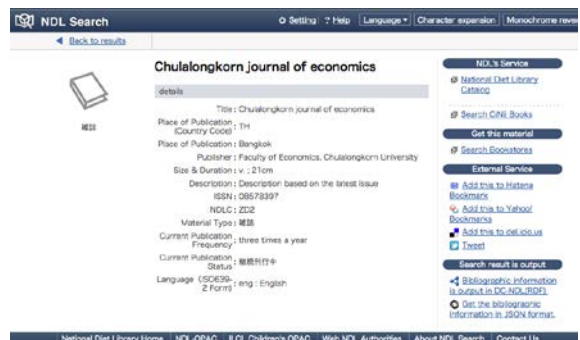 NDL Search
Setting ? Help Language Character expansion Monochrome reve
Back to results
Chulalongkorn journal of economics
雑誌
details
Title : Chulalongkorn journal of economics
Place of Publication (Country Code) : TH
Place of Publication : Bangkok
Publisher : Faculty of Economics, Chulalongkorn University
Size & Duration : v. ; 21cm
Description : Description based on the latest issue
ISSN : 08578397
NDLC : ZD2
Material Type : 雑誌
Current Publication Frequency : three times a year
Current Publication Status : 継続刊行中
Language (ISO639-2 Form) : eng : English
NDL's Service
National Diet Library Catalog
Search CiNii Books
Get this material
Search Bookstores
External Service
Add this to Hatena Bookmark
Add this to Yahoo! Bookmarks
Add this to del.icio.us
Tweet
Search result is output
Bibliographic information is output in DC-NDL(RDF).
Get the bibliographic information in JSON format.
National Diet Library Home NDL-OPAC ILCL Children's OPAC Web NDL Authorities About NDL Search Contact Us